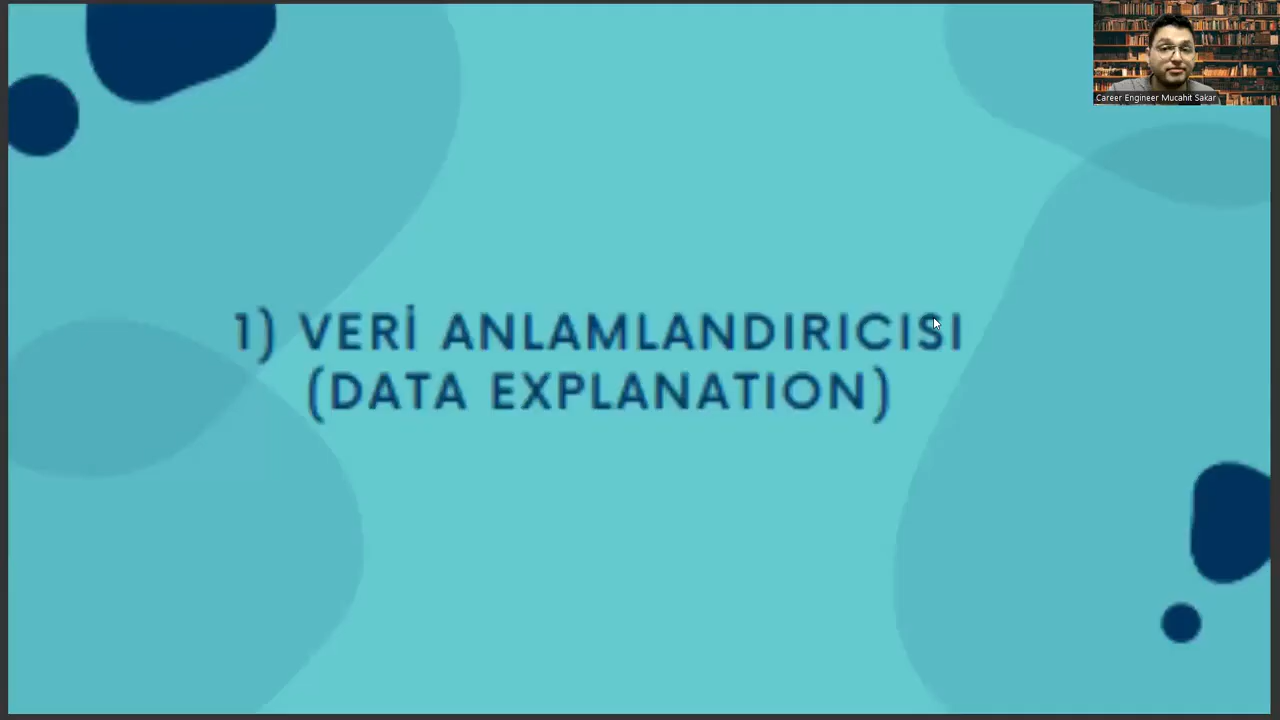 Career Engineer Mucahit Sakar
1) VERİ ANLAMLANDIRICISI
(DATA EXPLANATION)